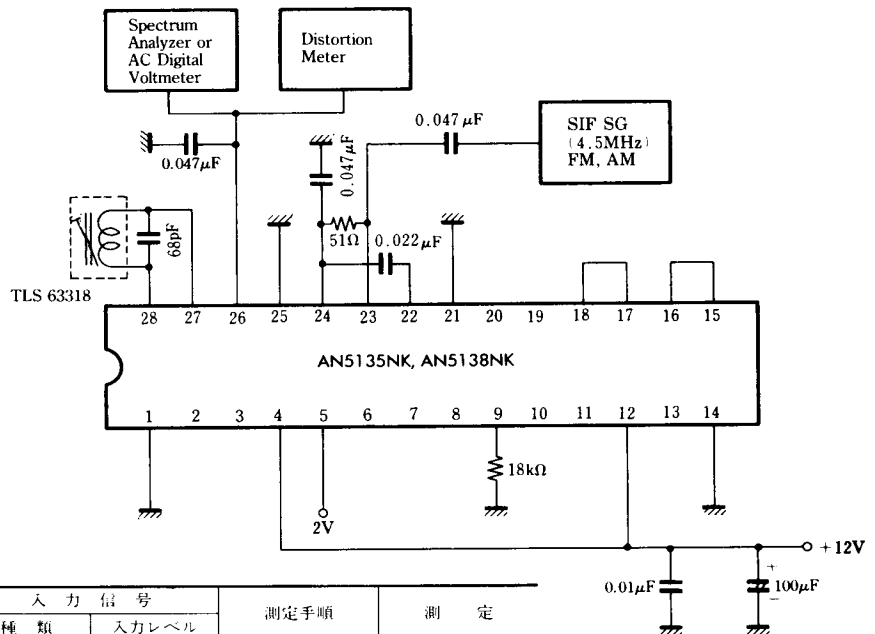 Spectrum
Analyzer or
AC Digital
Voltmeter
Distortion
Meter
SIF SG
(4.5MHz)
FM, AM
0.047μF
0.047μF
0.047μF
68pF
51Ω
0.022μF
TLS 63318
28 27 26 25 24 23 22 21 20 19 18 17 16 15
AN5135NK, AN5138NK
1 2 3 4 5 6 7 8 9 10 11 12 13 14
18kΩ
2V
+12V
0.01μF
+
100μF
−
入力信号
測定手順
測定
種類
入力レベル